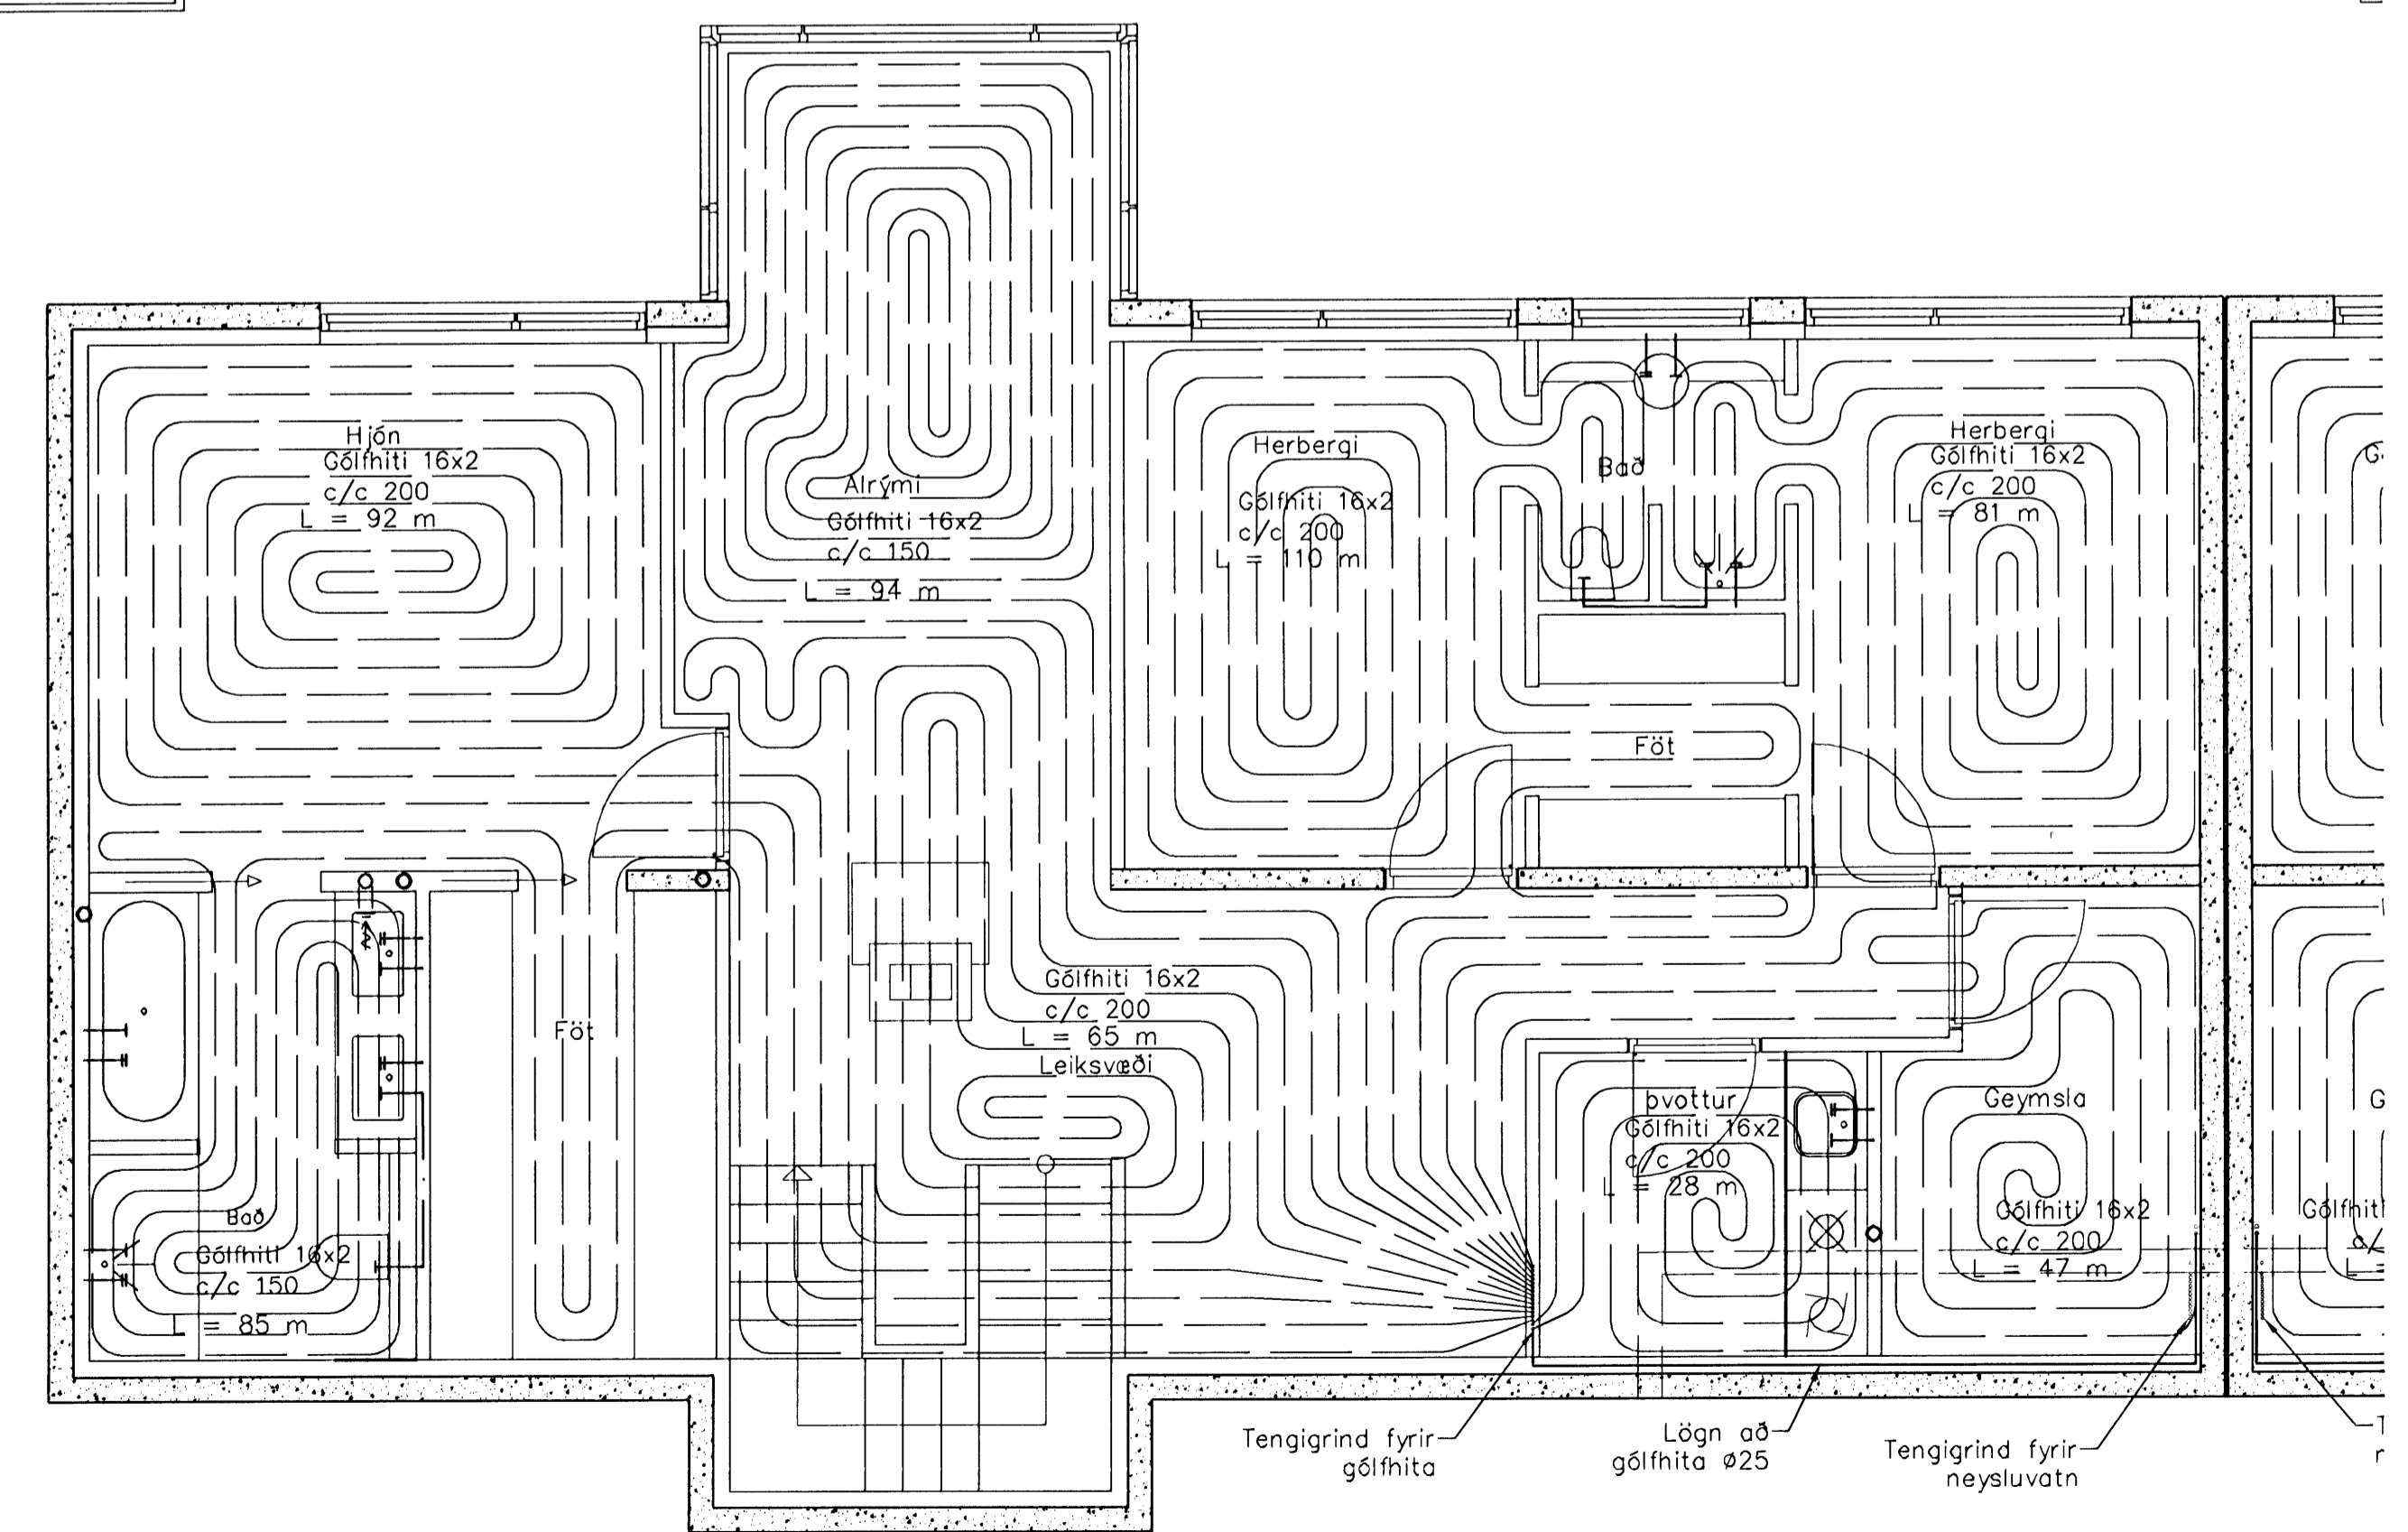 Hjón
Gólfhiti 16x2
c/c 200
L = 92 m
Alrými
Gólfhiti 16x2
c/c 150
L = 94 m
Herbergi
Gólfhiti 16x2
c/c 200
L = 110 m
Bað
Herbergi
Gólfhiti 16x2
c/c 200
L = 81 m
Föt
Föt
Gólfhiti 16x2
c/c 200
L = 65 m
Leiksvæði
Bað
Gólfhiti 16x2
c/c 150
L = 85 m
þvottur
Gólfhiti 16x2
c/c 200
L = 28 m
Geymsla
Gólfhiti 16x2
c/c 200
L = 47 m
Tengigrind fyrir
gólfhita
Lögn að
gólfhita ø25
Tengigrind fyrir
neysluvatn